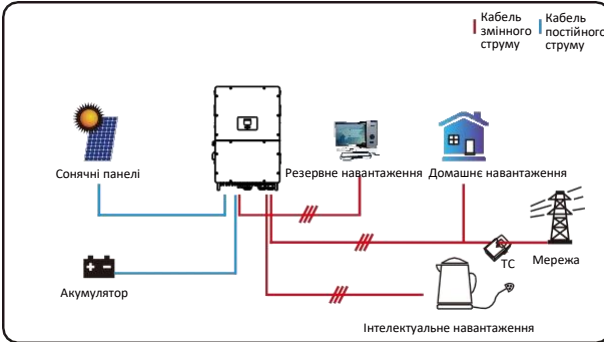 Кабель
змінного
струму
Кабель
постійного
струму
Сонячні панелі
Резервне навантаження
Домашнє навантаження
Акумулятор
ТС
Мережа
Інтелектуальне навантаження